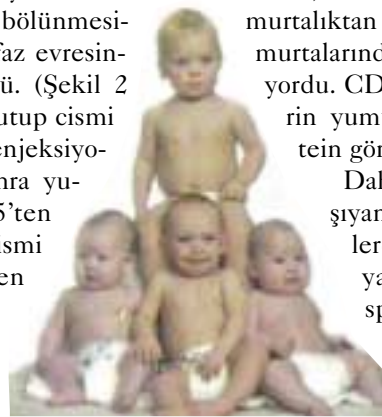 bölünmesi-
faz evresin-
ü. (Şekil 2
utup cismi
enjeksiyo-
nra yu-
5’ten
ismi
en
murtalıktan
murtalarınd
yordu. CD
rin yumu
tein gör
Dal
şıyan
ler
ya
sp